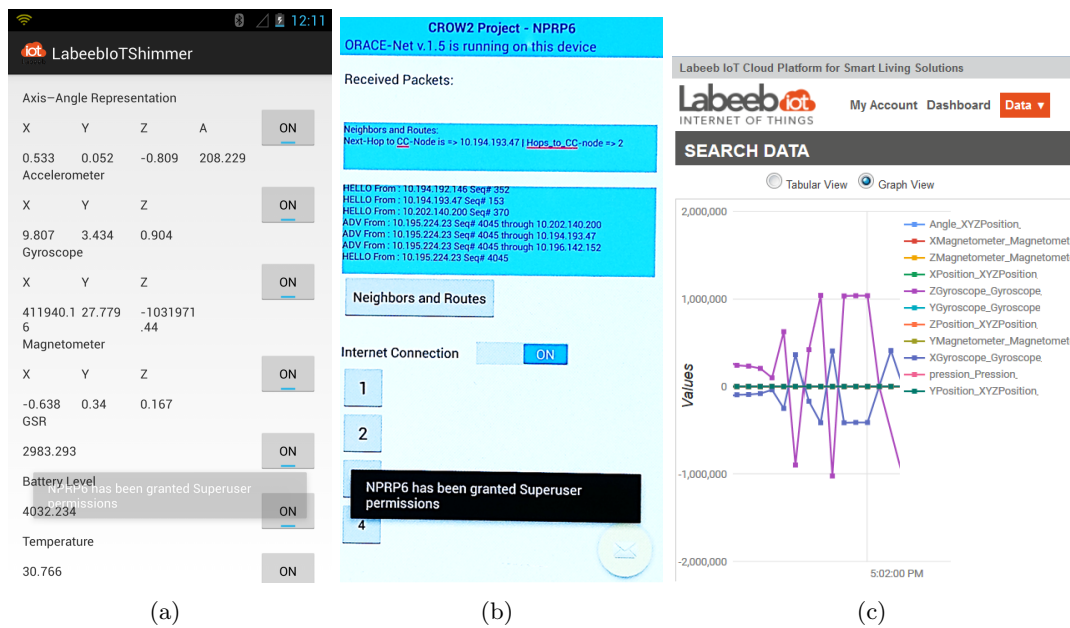 12:11
iot LabeebIoTShimmer
Axis–Angle Representation
X Y Z A ON
0.533 0.052 -0.809 208.229
Accelerometer
X Y Z ON
9.807 3.434 0.904
Gyroscope
X Y Z ON
411940.1 27.779 -1031971
6 .44
Magnetometer
X Y Z ON
-0.638 0.34 0.167
GSR
2983.293 ON
Battery Level
NPRP6 has been granted Superuser
permissions
4032.234 ON
Temperature
30.766 ON
(a)
CROW2 Project - NPRP6
ORACE-Net v.1.5 is running on this device
Received Packets:
Neighbors and Routes:
Next-Hop to CC-Node is => 10.194.193.47 | Hops_to_CC-node => 2
HELLO From : 10.194.192.146 Seq# 352
HELLO From : 10.194.193.47 Seq# 153
HELLO From : 10.202.140.200 Seq# 370
ADV From : 10.195.224.23 Seq# 4045 through 10.202.140.200
ADV From : 10.195.224.23 Seq# 4045 through 10.194.193.47
ADV From : 10.195.224.23 Seq# 4045 through 10.196.142.152
HELLO From : 10.195.224.23 Seq# 4045
Neighbors and Routes
Internet Connection ON
1
2
NPRP6 has been granted Superuser
permissions
4
(b)
Labeeb IoT Cloud Platform for Smart Living Solutions
Labeeb iot
INTERNET OF THINGS
My Account Dashboard Data ▼
SEARCH DATA
Tabular View Graph View
2,000,000
1,000,000
0
-1,000,000
-2,000,000
Values
5:02:00 PM
Angle_XYZPosition,
XMagnetometer_Magnetomet
ZMagnetometer_Magnetomet
XPosition_XYZPosition,
ZGyroscope_Gyroscope,
YGyroscope_Gyroscope,
ZPosition_XYZPosition,
YMagnetometer_Magnetomet
XGyroscope_Gyroscope,
pression_Pression,
YPosition_XYZPosition,
(c)